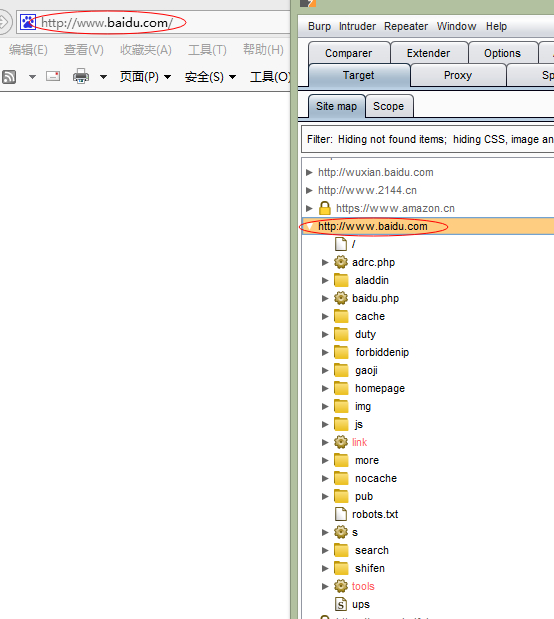 http://www.baidu.com/
编辑(E) 查看(V) 收藏夹(A) 工具(T) 帮助(H)
页面(P) 安全(S) 工具(O)
Burp Intruder Repeater Window Help
Comparer Extender Options
Target Proxy Sp
Site map Scope
Filter: Hiding not found items; hiding CSS, image an
http://wuxian.baidu.com
http://www.2144.cn
https://www.amazon.cn
http://www.baidu.com
/
adrc.php
aladdin
baidu.php
cache
duty
forbiddenip
gaoji
homepage
img
js
link
more
nocache
pub
robots.txt
s
search
shifen
tools
ups